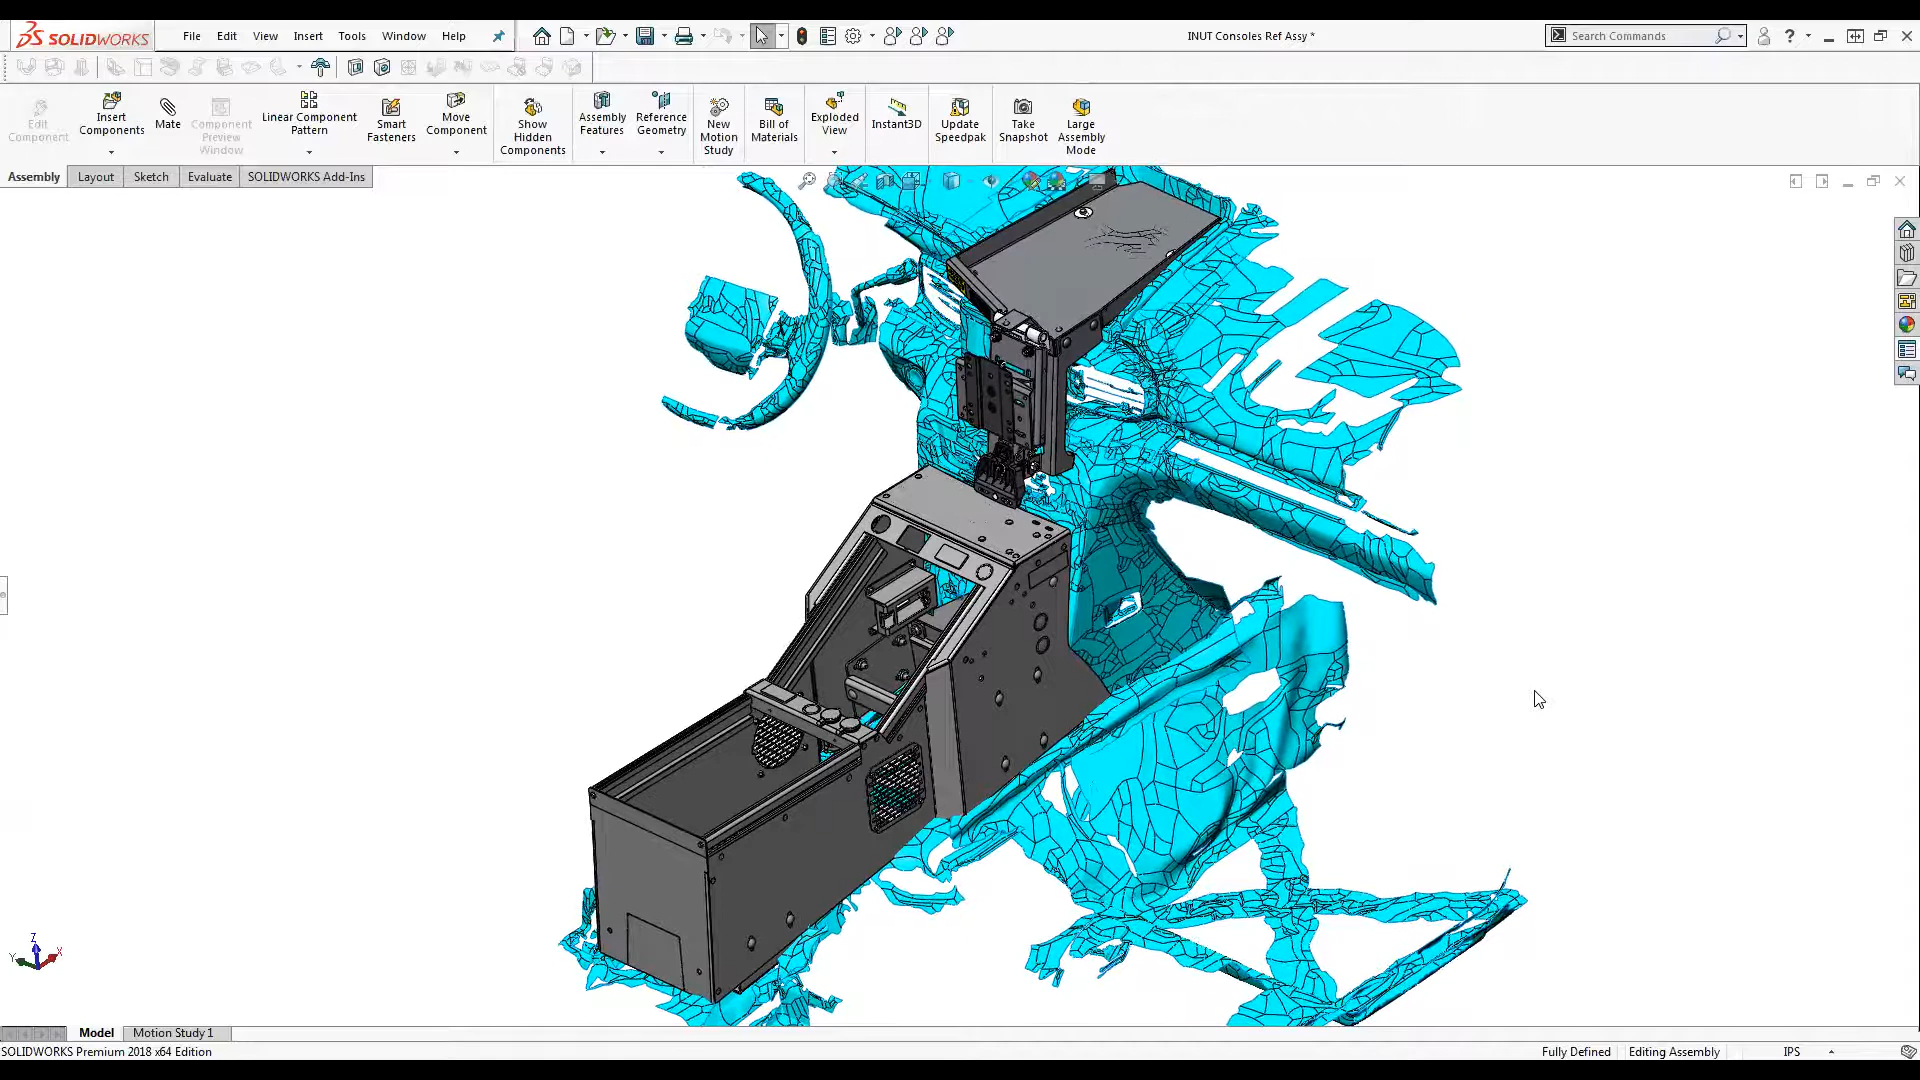 SOLIDWORKS File Edit View Insert Tools Window Help INUT Consoles Ref Assy * Search Commands ?
Edit Component
Insert Components
Mate
Component Preview Window
Linear Component Pattern
Smart Fasteners
Move Component
Show Hidden Components
Assembly Features
Reference Geometry
New Motion Study
Bill of Materials
Exploded View
Instant3D
Update Speedpak
Take Snapshot
Large Assembly Mode
Assembly Layout Sketch Evaluate SOLIDWORKS Add-Ins
Z
Y X
Model Motion Study 1
SOLIDWORKS Premium 2018 x64 Edition Fully Defined Editing Assembly IPS